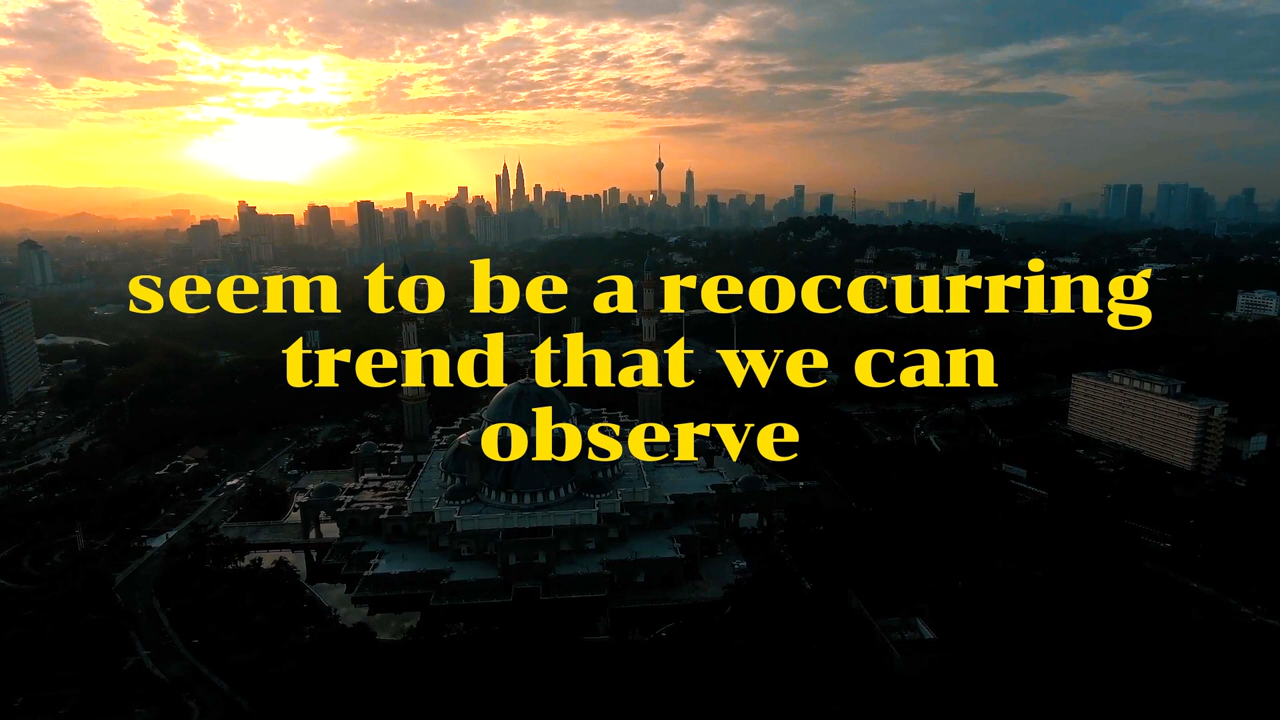 seem to be a reoccurring
trend that we can
observe